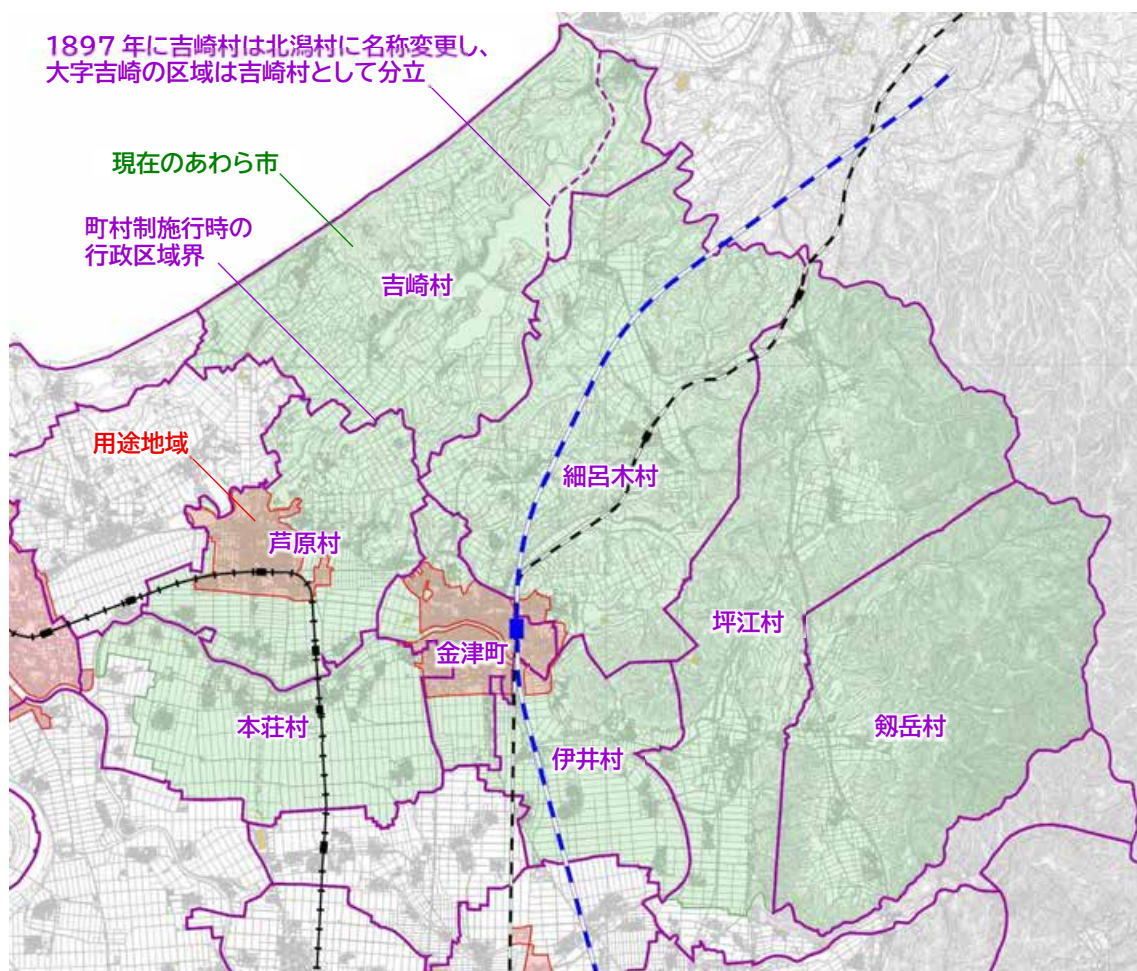 1897年に吉崎村は北潟村に名称変更し、
大字吉崎の区域は吉崎村として分立
現在のあわら市
町村制施行時の
行政区域界
吉崎村
用途地域
細呂木村
芦原村
坪江村
金津町
本荘村
剱岳村
伊井村